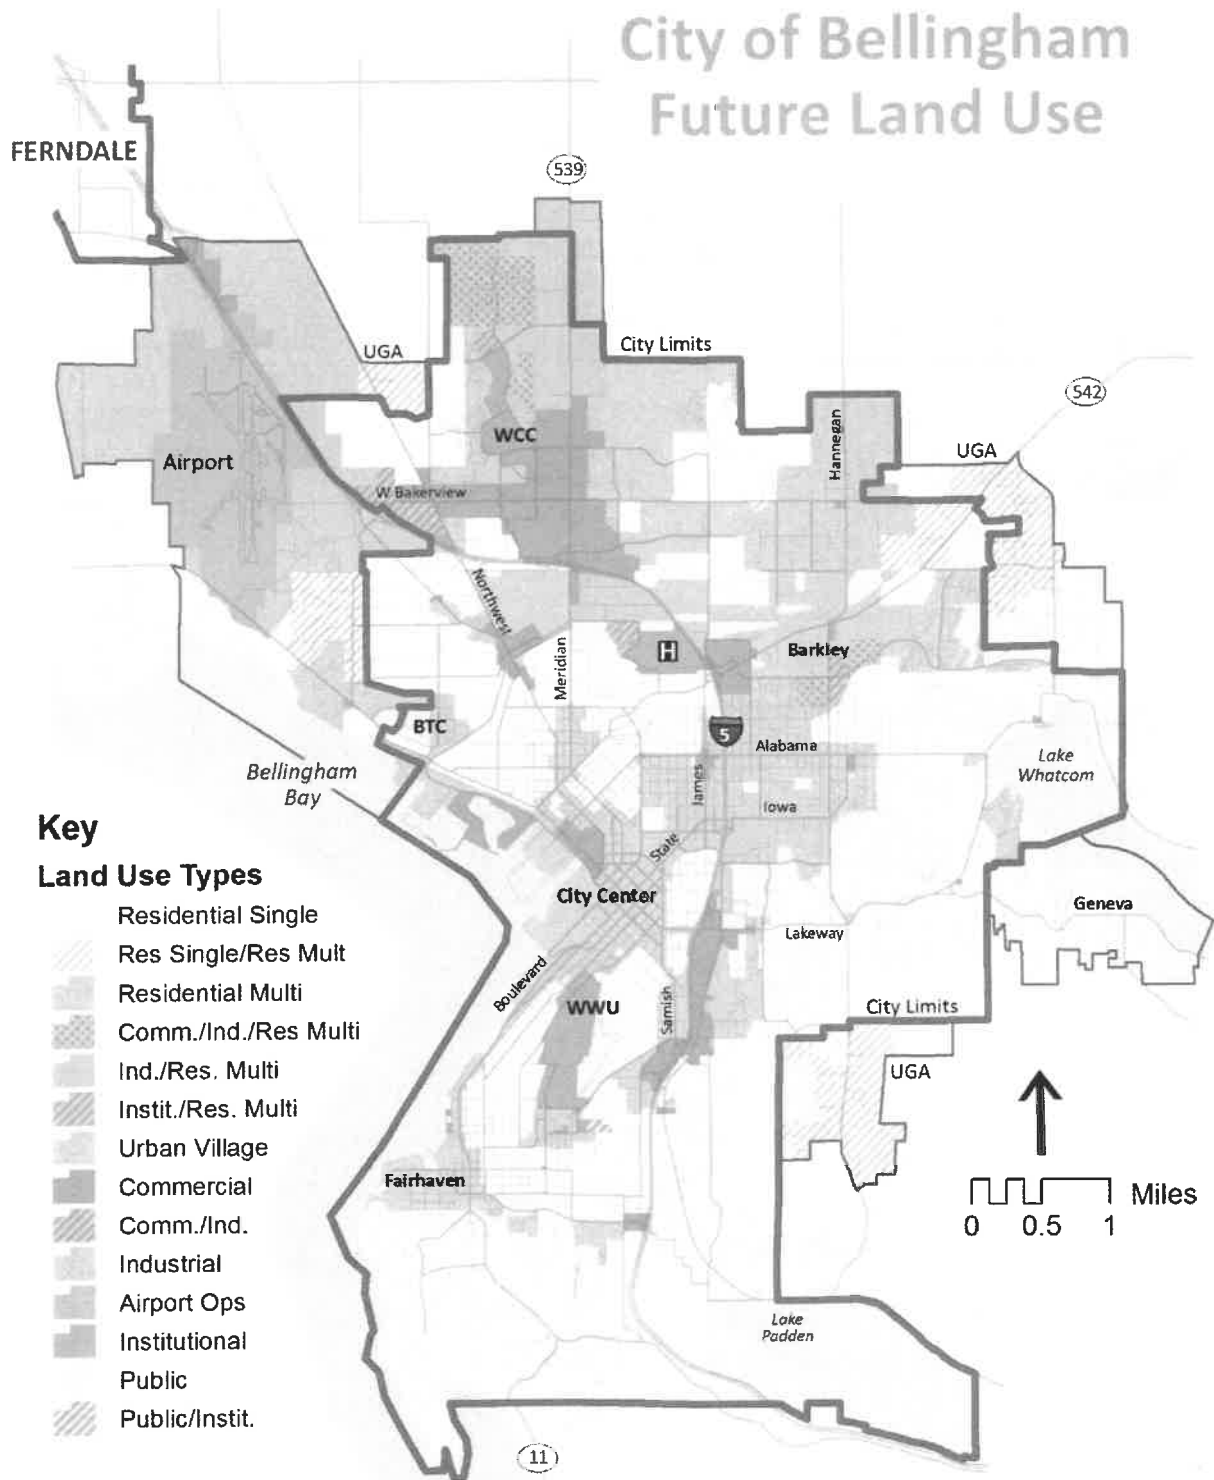 City of Bellingham
Future Land Use
FERNDALE
539
UGA
City Limits
542
WCC
Hannegan
UGA
Airport
W Bakerview
Northwest
Meridian
H
Barkley
BTC
5
Alabama
Bellingham
Bay
James
Lake
Whatcom
Iowa
State
City Center
Geneva
Lakeway
Boulevard
WWU
Samish
City Limits
UGA
Fairhaven
Lake
Padden
11
Key
Land Use Types
Residential Single
Res Single/Res Mult
Residential Multi
Comm./Ind./Res Multi
Ind./Res. Multi
Instit./Res. Multi
Urban Village
Commercial
Comm./Ind.
Industrial
Airport Ops
Institutional
Public
Public/Instit.
Miles
0 0.5 1